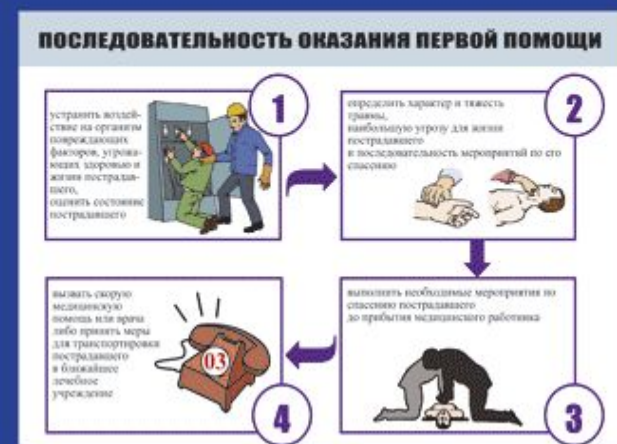 ПОСЛЕДОВАТЕЛЬНОСТЬ ОКАЗАНИЯ ПЕРВОЙ ПОМОЩИ
1
устранить воздей-
ствие на организм
повреждающих
факторов, угрожа-
ющих здоровью и
жизни пострадав-
шего,
оценить состояние
пострадавшего
2
определить характер и тяжесть
травмы,
наибольшую угрозу для жизни
пострадавшего
и последовательность мероприятий по его
спасению
выполнить необходимые мероприятия по
спасению пострадавшего
до прибытия медицинского работника
3
вызвать скорую
медицинскую
помощь или врача
либо принять меры
для транспортировки
пострадавшего
в ближайшее
лечебное
учреждение
03
4